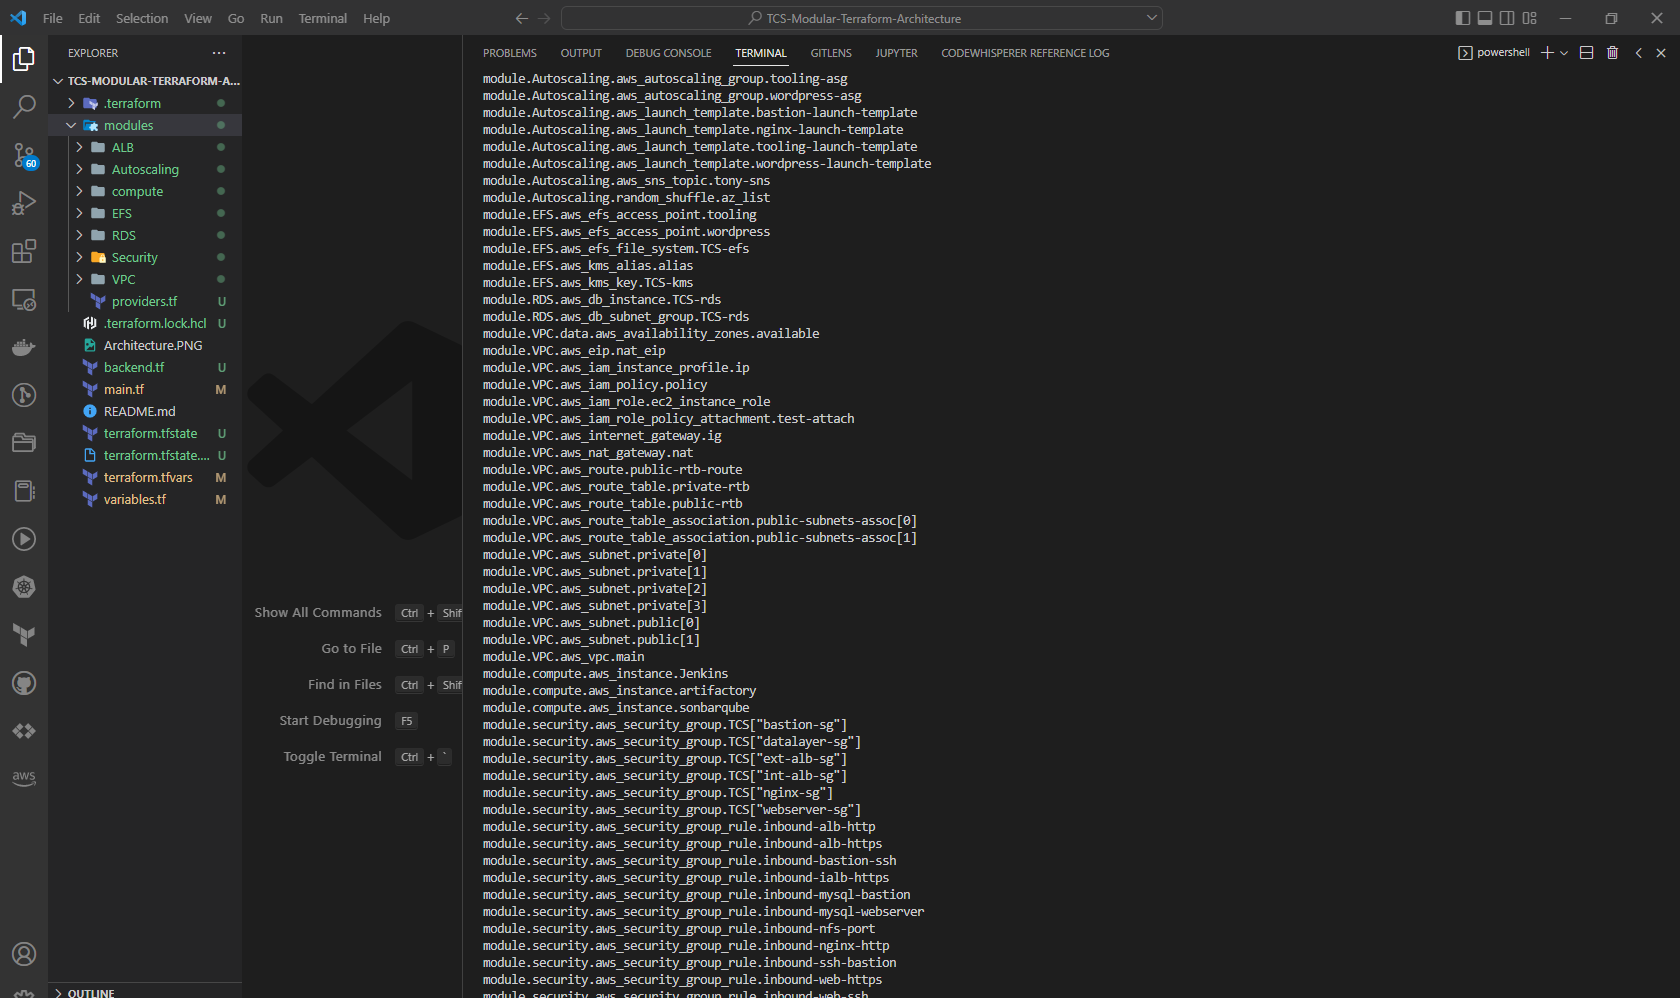 File Edit Selection View Go Run Terminal Help
TCS-Modular-Terraform-Architecture
EXPLORER
TCS-MODULAR-TERRAFORM-A...
.terraform
modules
ALB
Autoscaling
compute
EFS
RDS
Security
VPC
providers.tf U
.terraform.lock.hcl U
Architecture.PNG
backend.tf U
main.tf M
README.md
terraform.tfstate U
terraform.tfstate.... U
terraform.tfvars M
variables.tf M
OUTLINE
60
aws
Show All Commands Ctrl + Shif
Go to File Ctrl + P
Find in Files Ctrl + Shif
Start Debugging F5
Toggle Terminal Ctrl + `
PROBLEMS OUTPUT DEBUG CONSOLE TERMINAL GITLENS JUPYTER CODEWHISPERER REFERENCE LOG
powershell
module.Autoscaling.aws_autoscaling_group.tooling-asg
module.Autoscaling.aws_autoscaling_group.wordpress-asg
module.Autoscaling.aws_launch_template.bastion-launch-template
module.Autoscaling.aws_launch_template.nginx-launch-template
module.Autoscaling.aws_launch_template.tooling-launch-template
module.Autoscaling.aws_launch_template.wordpress-launch-template
module.Autoscaling.aws_sns_topic.tony-sns
module.Autoscaling.random_shuffle.az_list
module.EFS.aws_efs_access_point.tooling
module.EFS.aws_efs_access_point.wordpress
module.EFS.aws_efs_file_system.TCS-efs
module.EFS.aws_kms_alias.alias
module.EFS.aws_kms_key.TCS-kms
module.RDS.aws_db_instance.TCS-rds
module.RDS.aws_db_subnet_group.TCS-rds
module.VPC.data.aws_availability_zones.available
module.VPC.aws_eip.nat_eip
module.VPC.aws_iam_instance_profile.ip
module.VPC.aws_iam_policy.policy
module.VPC.aws_iam_role.ec2_instance_role
module.VPC.aws_iam_role_policy_attachment.test-attach
module.VPC.aws_internet_gateway.ig
module.VPC.aws_nat_gateway.nat
module.VPC.aws_route.public-rtb-route
module.VPC.aws_route_table.private-rtb
module.VPC.aws_route_table.public-rtb
module.VPC.aws_route_table_association.public-subnets-assoc[0]
module.VPC.aws_route_table_association.public-subnets-assoc[1]
module.VPC.aws_subnet.private[0]
module.VPC.aws_subnet.private[1]
module.VPC.aws_subnet.private[2]
module.VPC.aws_subnet.private[3]
module.VPC.aws_subnet.public[0]
module.VPC.aws_subnet.public[1]
module.VPC.aws_vpc.main
module.compute.aws_instance.Jenkins
module.compute.aws_instance.artifactory
module.compute.aws_instance.sonbarqube
module.security.aws_security_group.TCS["bastion-sg"]
module.security.aws_security_group.TCS["datalayer-sg"]
module.security.aws_security_group.TCS["ext-alb-sg"]
module.security.aws_security_group.TCS["int-alb-sg"]
module.security.aws_security_group.TCS["nginx-sg"]
module.security.aws_security_group.TCS["webserver-sg"]
module.security.aws_security_group_rule.inbound-alb-http
module.security.aws_security_group_rule.inbound-alb-https
module.security.aws_security_group_rule.inbound-bastion-ssh
module.security.aws_security_group_rule.inbound-ialb-https
module.security.aws_security_group_rule.inbound-mysql-bastion
module.security.aws_security_group_rule.inbound-mysql-webserver
module.security.aws_security_group_rule.inbound-nfs-port
module.security.aws_security_group_rule.inbound-nginx-http
module.security.aws_security_group_rule.inbound-ssh-bastion
module.security.aws_security_group_rule.inbound-web-https
module.security.aws_security_group_rule.inbound-web-ssh